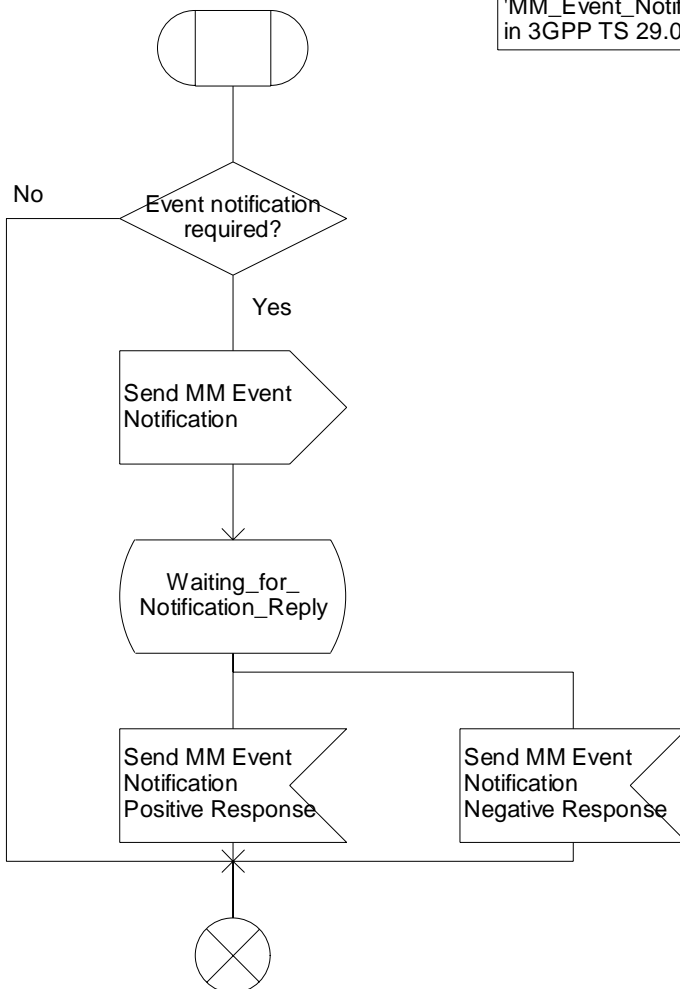 'MM_Event_Notif
in 3GPP TS 29.0
No
Event notification
required?
Yes
Send MM Event
Notification
Waiting_for_
Notification_Reply
Send MM Event
Notification
Positive Response
Send MM Event
Notification
Negative Response